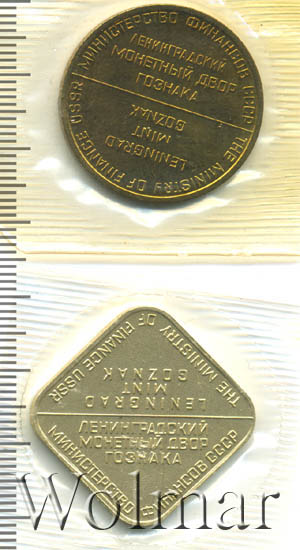 МИНИСТЕРСТВО ФИНАНСОВ СССР
ЛЕНИНГРАДСКИЙ
МОНЕТНЫЙ ДВОР
ГОЗНАКА
LENINGRAD
MINT
GOZNAK
THE MINISTRY OF FINANCE USSR
THE MINISTRY OF FINANCE USSR
LENINGRAD
MINT
GOZNAK
ЛЕНИНГРАДСКИЙ
МОНЕТНЫЙ ДВОР
ГОЗНАКА
МИНИСТЕРСТВО ФИНАНСОВ СССР
Wolmar